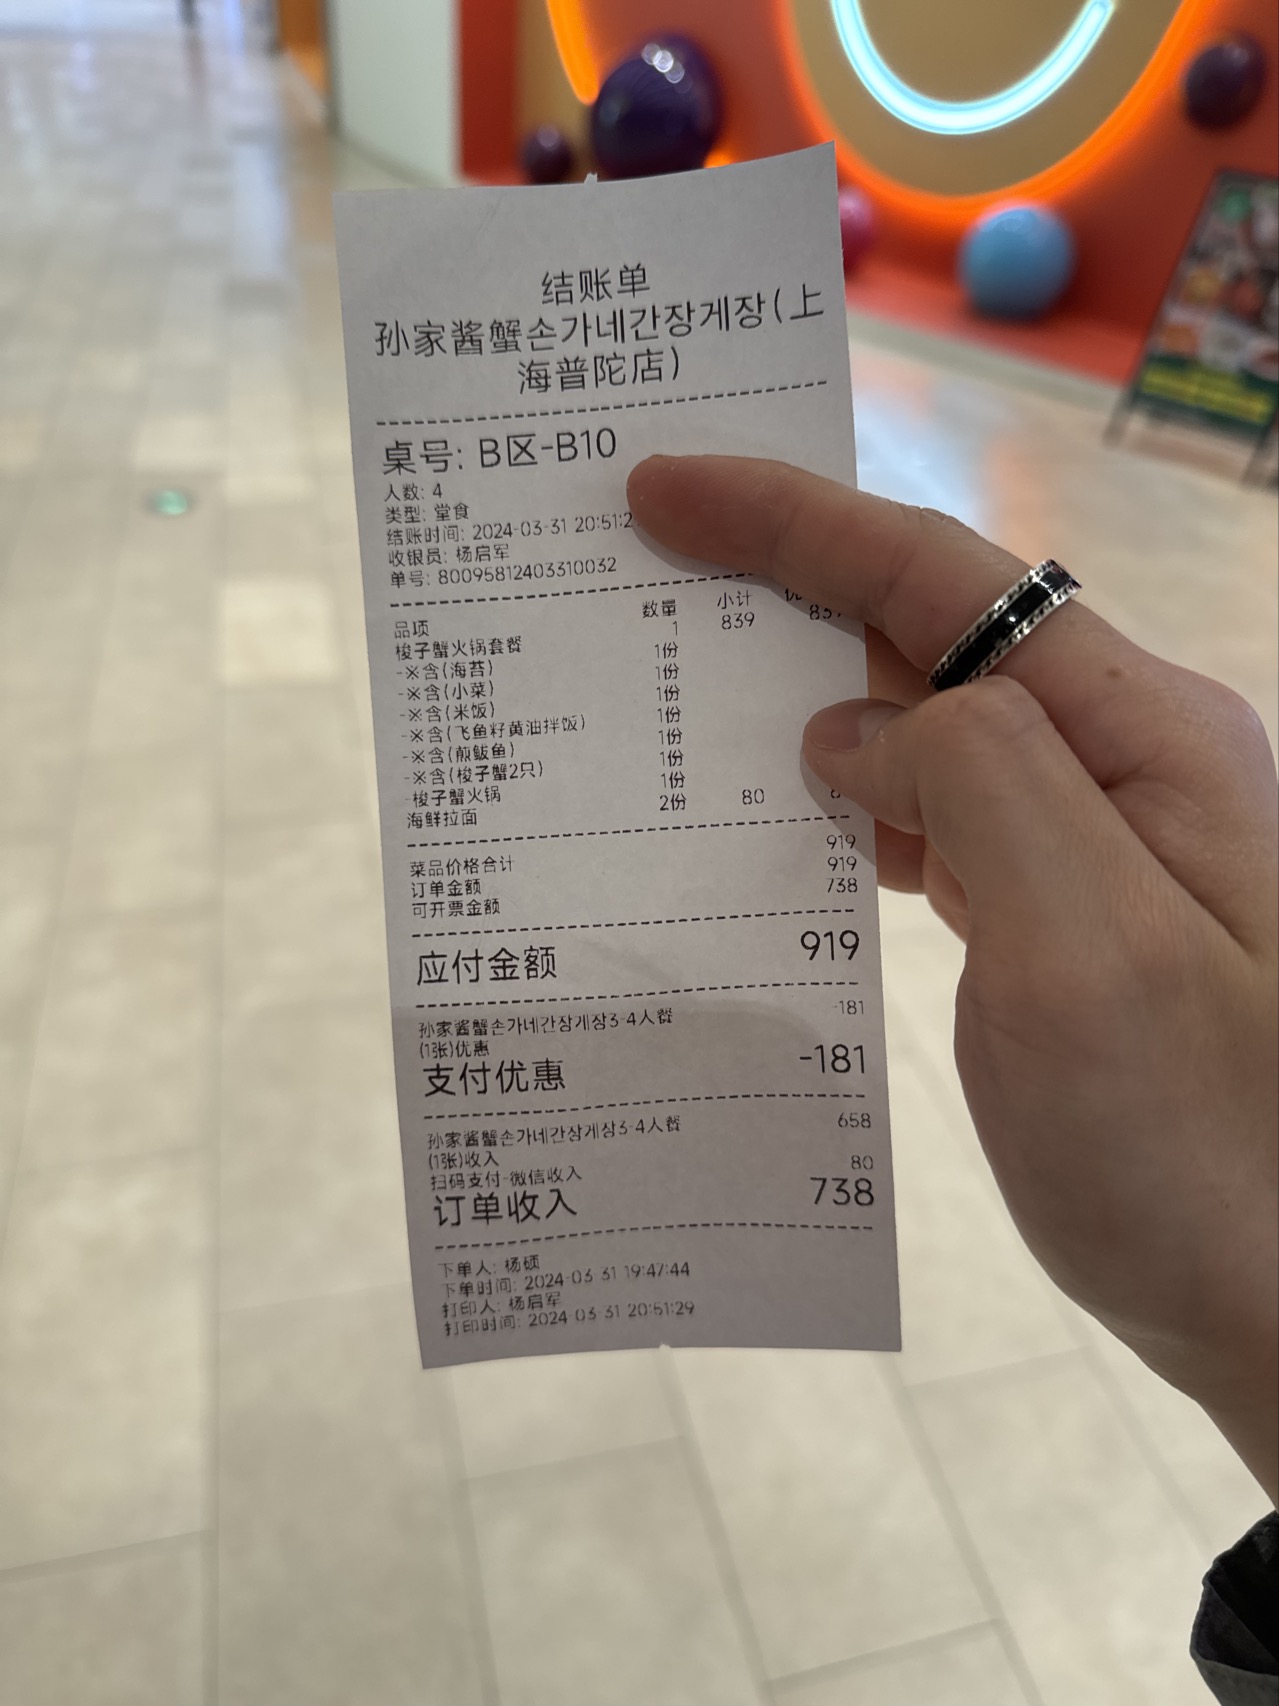 结账单
孙家酱蟹손가네간장게장(上
海普陀店)
桌号: B区-B10
人数: 4
类型: 堂食
结账时间: 2024-03-31 20:51:2
收银员: 杨启军
单号: 80095812403310032
品项 数量 小计
梭子蟹火锅套餐 1 839
-※含(海苔) 1份
-※含(小菜) 1份
-※含(米饭) 1份
-※含(飞鱼籽黄油拌饭) 1份
-※含(煎鲅鱼) 1份
-※含(梭子蟹2只) 1份
-梭子蟹火锅 1份
海鲜拉面 2份 80
菜品价格合计 919
订单金额 919
可开票金额 738
应付金额 919
孙家酱蟹손가네간장게장3-4人餐 -181
(1张)优惠
支付优惠 -181
孙家酱蟹손가네간장게장3-4人餐 658
(1张)收入
扫码支付-微信收入 80
订单收入 738
下单人: 杨硕
下单时间: 2024-03-31 19:47:44
打印人: 杨启军
打印时间: 2024-03-31 20:51:29